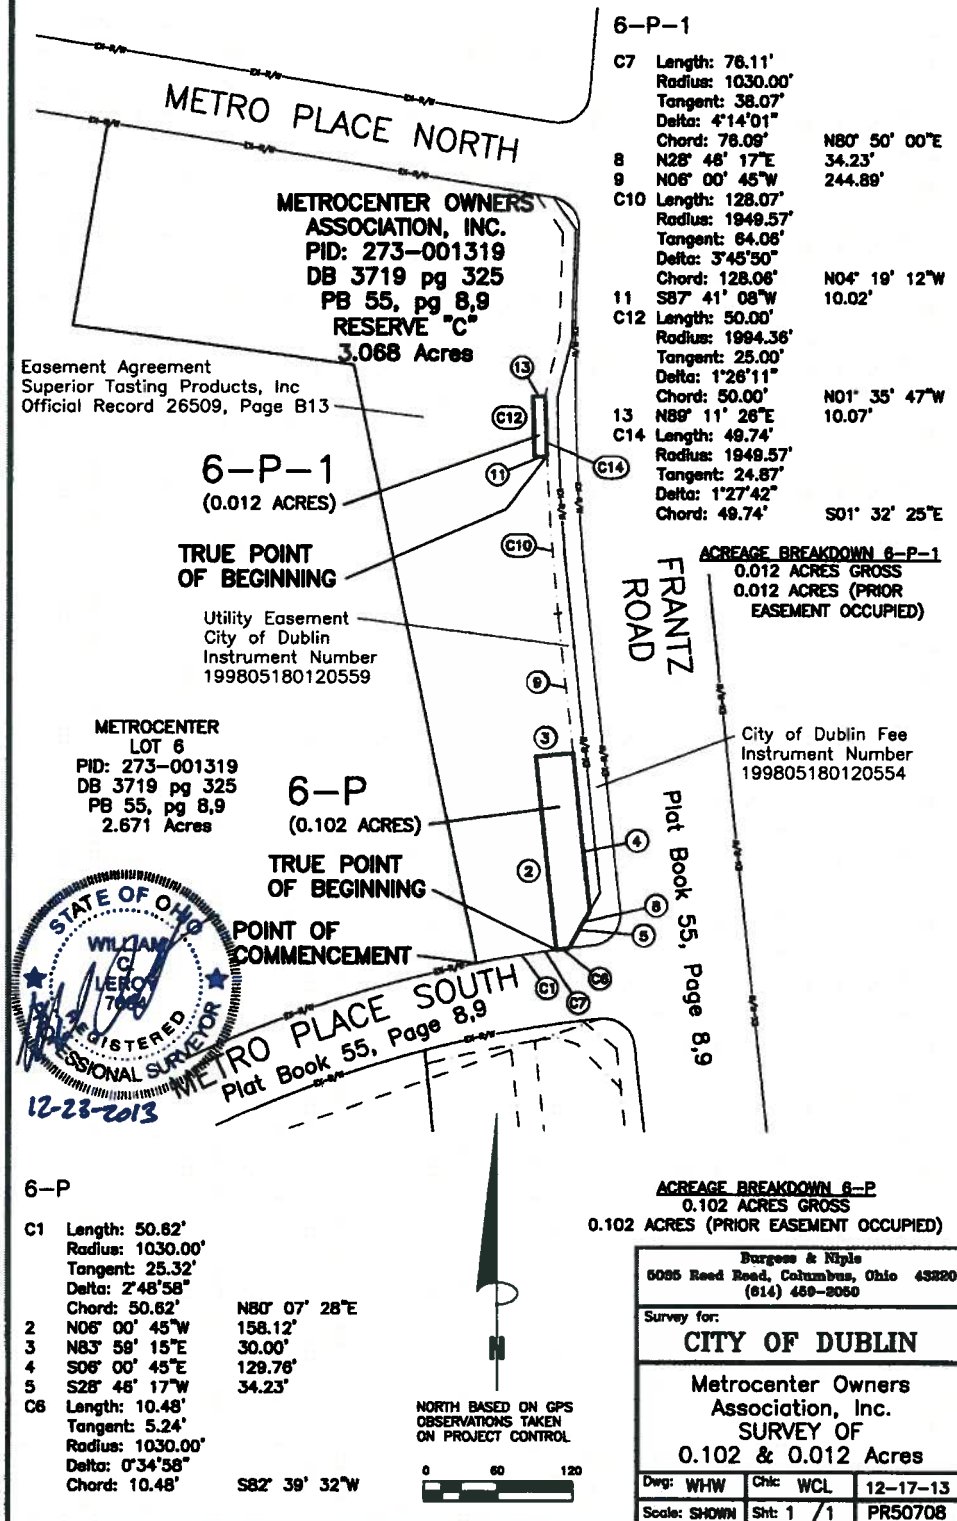 6-P-1
C7 Length: 76.11'
Radius: 1030.00'
Tangent: 38.07'
Delta: 4°14'01"
Chord: 76.09' N80° 50' 00"E
8 N28° 46' 17"E 34.23'
9 N06° 00' 45"W 244.89'
C10 Length: 128.07'
Radius: 1949.57'
Tangent: 64.06'
Delta: 3°45'50"
Chord: 128.06' N04° 19' 12"W
11 S87° 41' 08"W 10.02'
C12 Length: 50.00'
Radius: 1994.36'
Tangent: 25.00'
Delta: 1°26'11"
Chord: 50.00' N01° 35' 47"W
13 N89° 11' 26"E 10.07'
C14 Length: 49.74'
Radius: 1949.57'
Tangent: 24.87'
Delta: 1°27'42"
Chord: 49.74' S01° 32' 25"E
ACREAGE BREAKDOWN 6-P-1
0.012 ACRES GROSS
0.012 ACRES (PRIOR
EASEMENT OCCUPIED)
METRO PLACE NORTH
METROCENTER OWNERS
ASSOCIATION, INC.
PID: 273-001319
DB 3719 pg 325
PB 55, pg 8,9
RESERVE "C"
3.068 Acres
Easement Agreement
Superior Tasting Products, Inc
Official Record 26509, Page B13
13
C12
11
C14
6-P-1
(0.012 ACRES)
C10
TRUE POINT
OF BEGINNING
FRANTZ
ROAD
Utility Easement
City of Dublin
Instrument Number
199805180120559
9
METROCENTER
LOT 6
PID: 273-001319
DB 3719 pg 325
PB 55, pg 8,9
2.671 Acres
3
City of Dublin Fee
Instrument Number
199805180120554
6-P
(0.102 ACRES)
4
2
TRUE POINT
OF BEGINNING
Plat Book 55, Page 8,9
8
5
POINT OF
COMMENCEMENT
C6
C1
C7
METRO PLACE SOUTH
Plat Book 55, Page 8,9
STATE OF OHIO
WILLIAM
C.
LEROY
REGISTERED
PROFESSIONAL SURVEYOR
12-23-2013
6-P
C1 Length: 50.62'
Radius: 1030.00'
Tangent: 25.32'
Delta: 2°48'58"
Chord: 50.62' N80° 07' 28"E
2 N06° 00' 45"W 158.12'
3 N83° 59' 15"E 30.00'
4 S06° 00' 45"E 129.76'
5 S28° 46' 17"W 34.23'
C6 Length: 10.48'
Tangent: 5.24'
Radius: 1030.00'
Delta: 0°34'58"
Chord: 10.48' S82° 39' 32"W
N
NORTH BASED ON GPS
OBSERVATIONS TAKEN
ON PROJECT CONTROL
0 60 120
ACREAGE BREAKDOWN 6-P
0.102 ACRES GROSS
0.102 ACRES (PRIOR EASEMENT OCCUPIED)
Burgess & Niple
5085 Reed Road, Columbus, Ohio 43220
(614) 459-2050
Survey for:
CITY OF DUBLIN
Metrocenter Owners
Association, Inc.
SURVEY OF
0.102 & 0.012 Acres
Dwg: WHW Chk: WCL 12-17-13
Scale: SHOWN Sht: 1 /1 PR50708